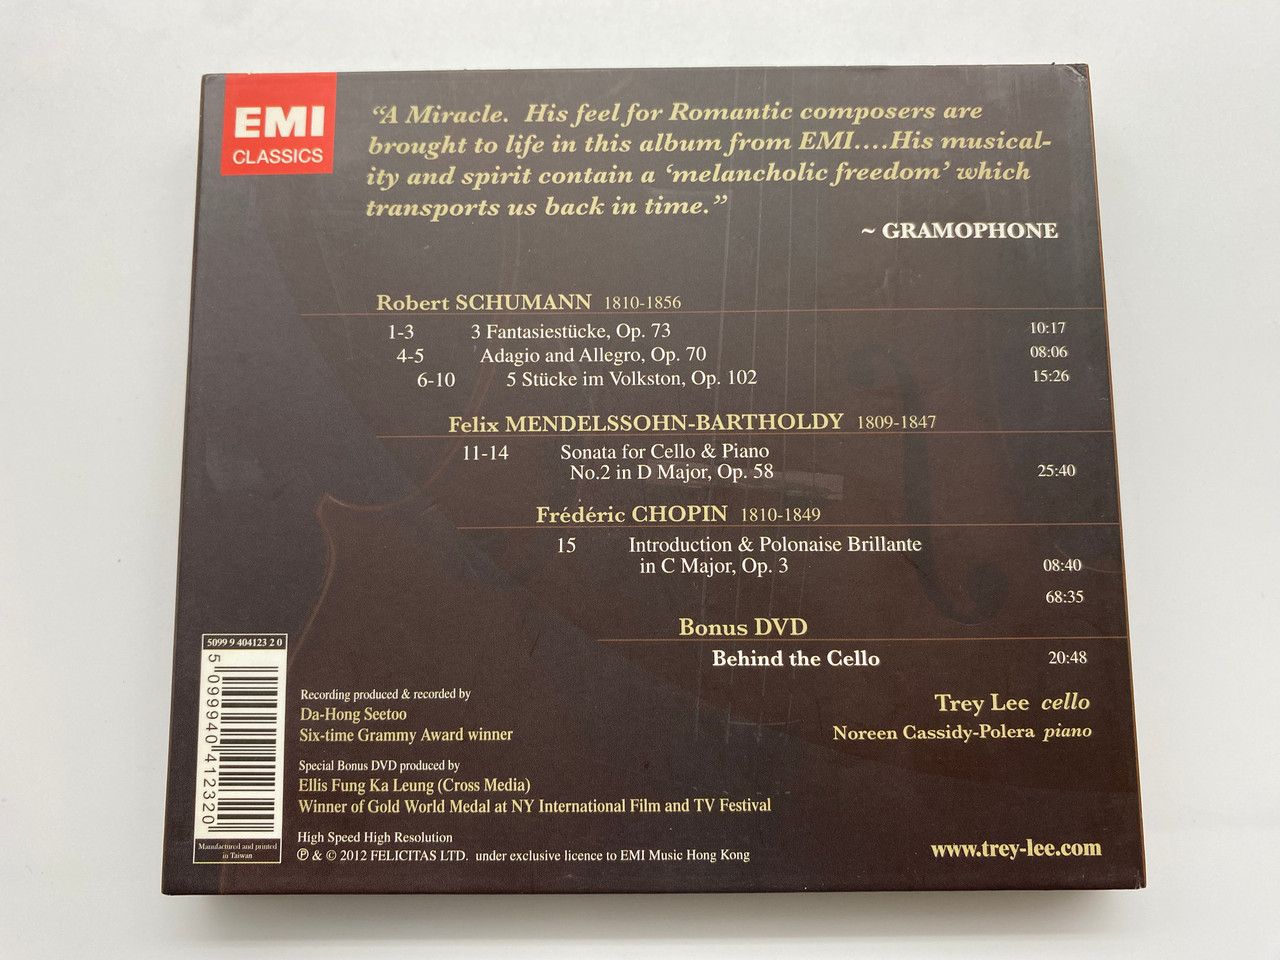 EMI
CLASSICS
“A Miracle. His feel for Romantic composers are
brought to life in this album from EMI....His musical-
ity and spirit contain a ‘melancholic freedom’ which
transports us back in time.”
~ GRAMOPHONE
Robert SCHUMANN 1810-1856
1-3 3 Fantasiestücke, Op. 73 10:17
4-5 Adagio and Allegro, Op. 70 08:06
6-10 5 Stücke im Volkston, Op. 102 15:26
Felix MENDELSSOHN-BARTHOLDY 1809-1847
11-14 Sonata for Cello & Piano
No.2 in D Major, Op. 58 25:40
Frédéric CHOPIN 1810-1849
15 Introduction & Polonaise Brillante
in C Major, Op. 3 08:40
68:35
Bonus DVD
Behind the Cello 20:48
Trey Lee cello
Noreen Cassidy-Polera piano
5099 9 404123 2 0
5 099940 412320
Manufactured and printed
in Taiwan
Recording produced & recorded by
Da-Hong Seetoo
Six-time Grammy Award winner
Special Bonus DVD produced by
Ellis Fung Ka Leung (Cross Media)
Winner of Gold World Medal at NY International Film and TV Festival
High Speed High Resolution
℗ & © 2012 FELICITAS LTD. under exclusive licence to EMI Music Hong Kong
www.trey-lee.com